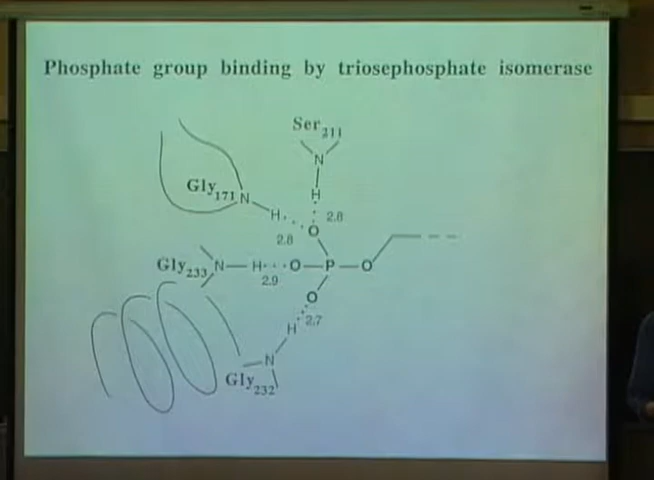 Phosphate group binding by triosephosphate isomerase
Ser211
N
H
Gly171 N
H
2.8
2.8
O
Gly233 N H O P O
2.9
O
H
2.7
N
Gly232